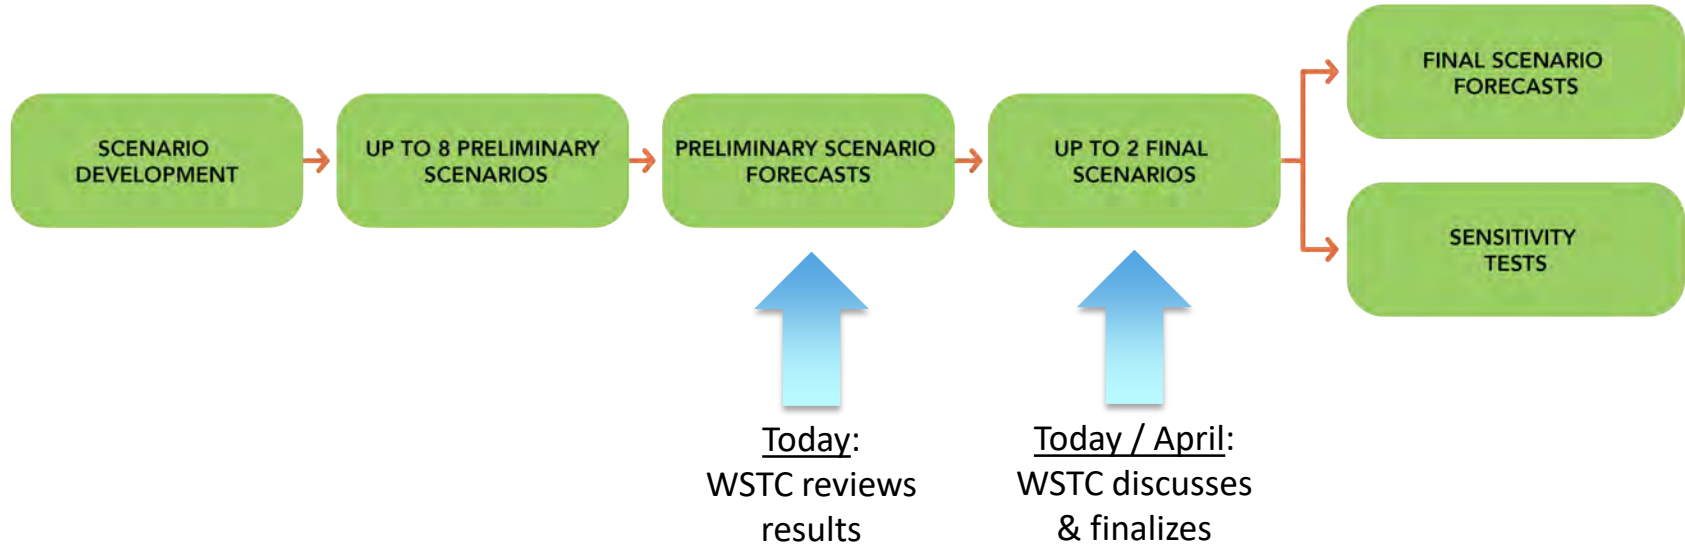 SCENARIO
DEVELOPMENT
UP TO 8 PRELIMINARY
SCENARIOS
PRELIMINARY SCENARIO
FORECASTS
UP TO 2 FINAL
SCENARIOS
FINAL SCENARIO
FORECASTS
SENSITIVITY
TESTS
Today:
WSTC reviews
results
Today / April:
WSTC discusses
& finalizes